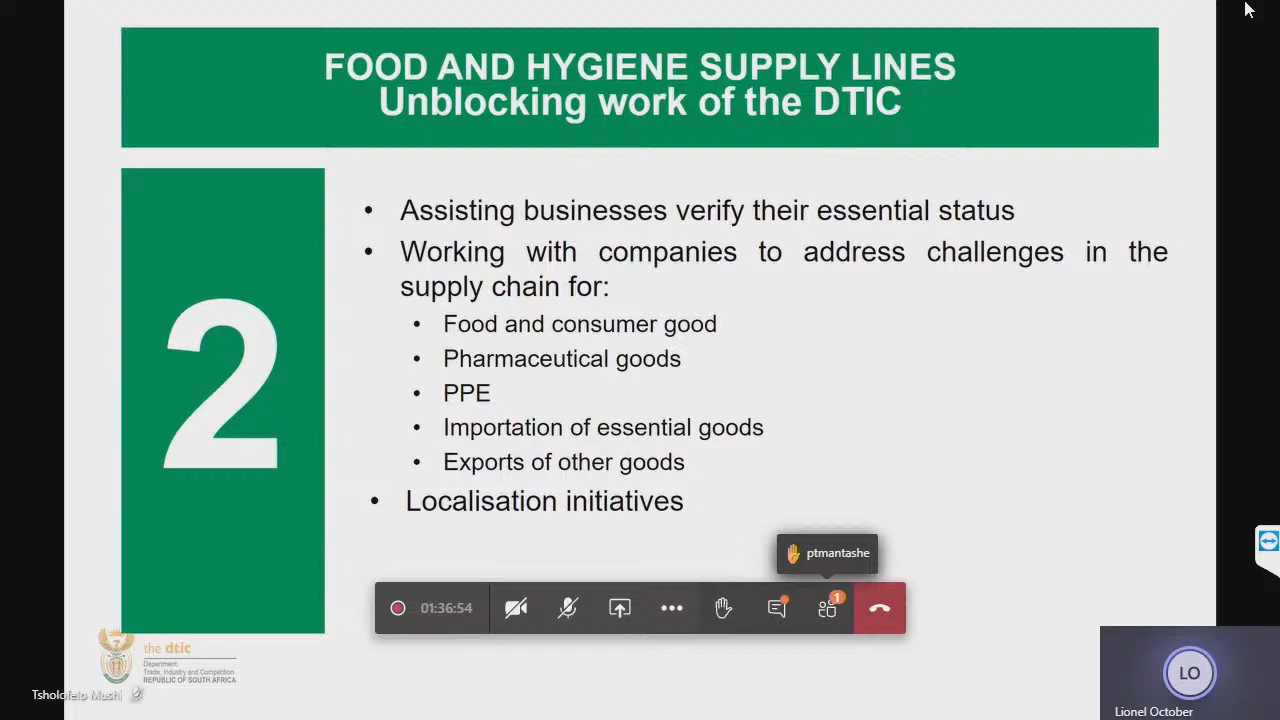 FOOD AND HYGIENE SUPPLY LINES
Unblocking work of the DTIC
2
• Assisting businesses verify their essential status
• Working with companies to address challenges in the
supply chain for:
• Food and consumer good
• Pharmaceutical goods
• PPE
• Importation of essential goods
• Exports of other goods
• Localisation initiatives
ptmantashe
01:36:54
1
the dtic
Department:
Trade, Industry and Competition
REPUBLIC OF SOUTH AFRICA
Tsholofelo Mushi
LO
Lionel October